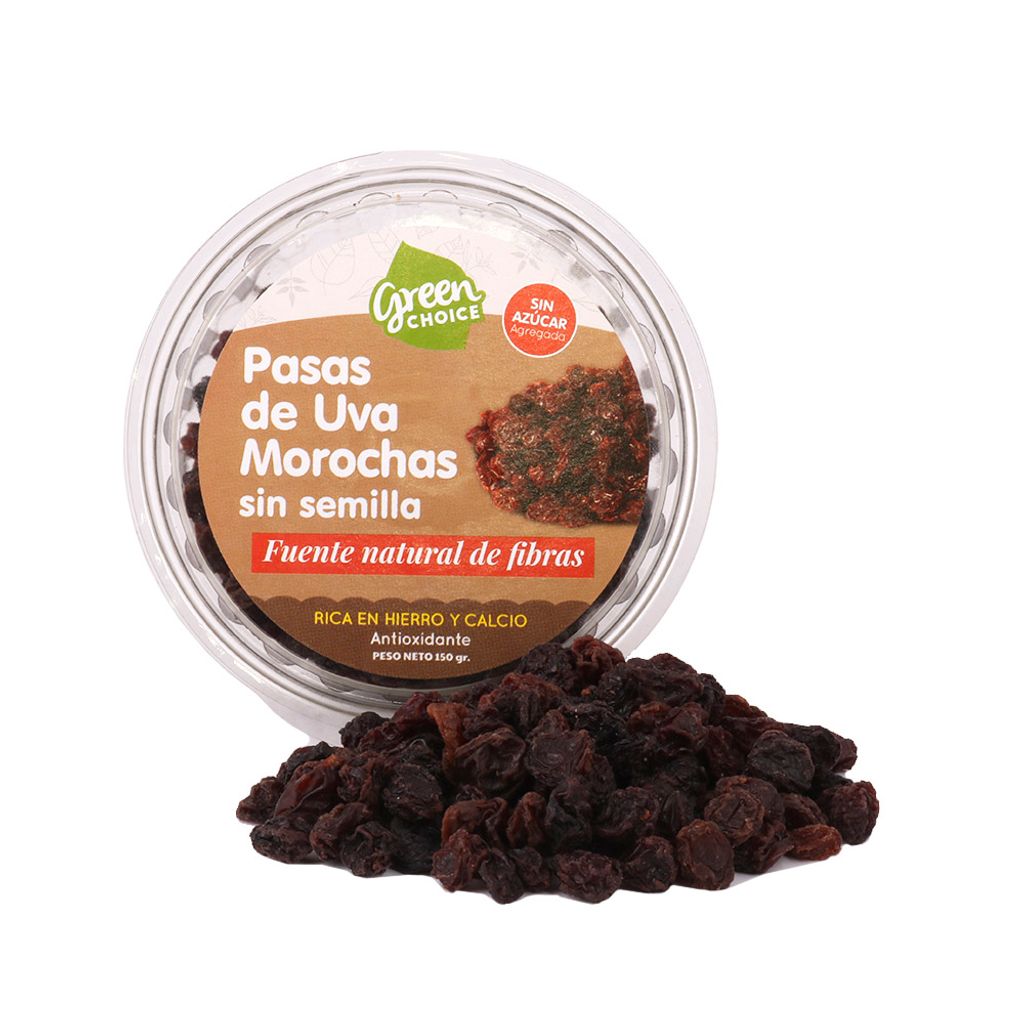 green
CHOICE
SIN
AZÚCAR
Agregada
Pasas
de Uva
Morochas
sin semilla
Fuente natural de fibras
RICA EN HIERRO Y CALCIO
Antioxidante
PESO NETO 150 gr.